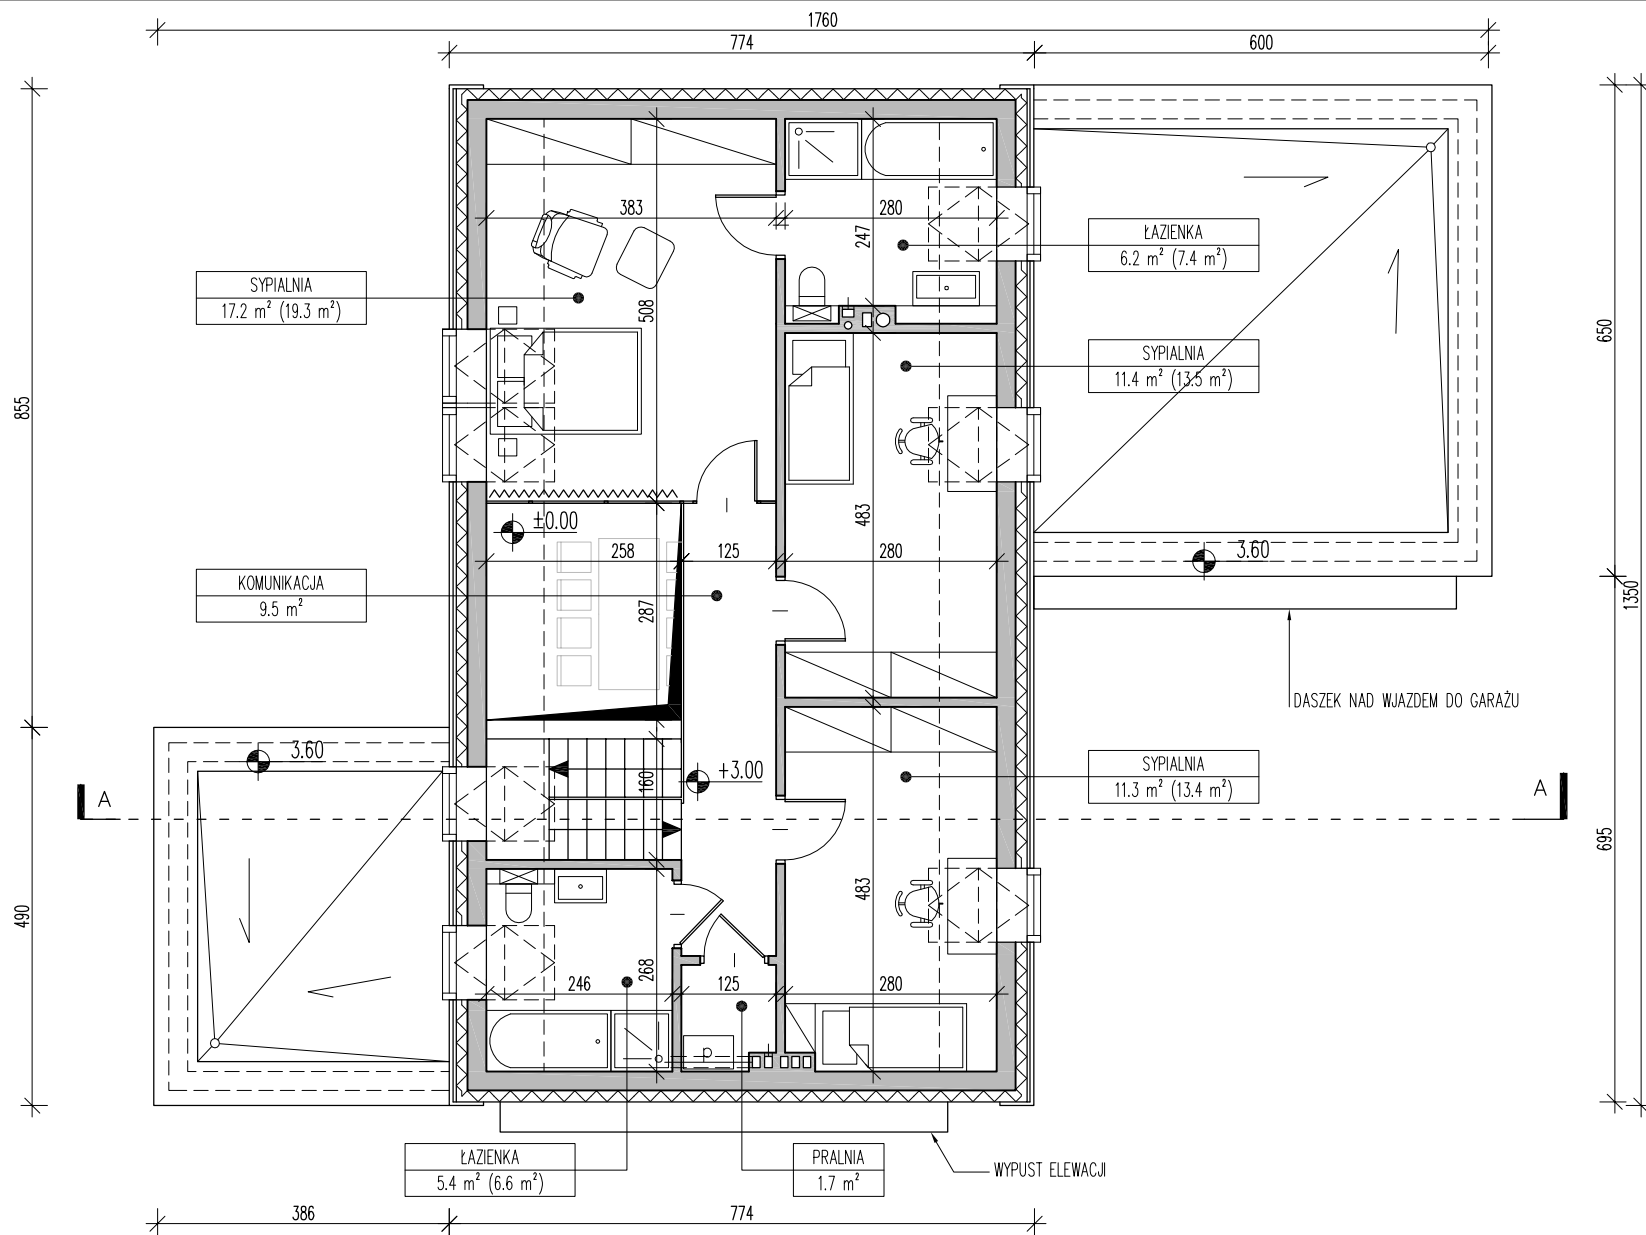 1760
774
600
383
280
247
ŁAZIENKA
6.2 m² (7.4 m²)
SYPIALNIA
17.2 m² (19.3 m²)
508
650
SYPIALNIA
11.4 m² (13.5 m²)
855
483
±0.00
258
125
280
3.60
KOMUNIKACJA
9.5 m²
287
1350
DASZEK NAD WJAZDEM DO GARAŻU
3.60
+3.00
160
SYPIALNIA
11.3 m² (13.4 m²)
A
A
695
483
490
268
246
125
280
p
ŁAZIENKA
5.4 m² (6.6 m²)
PRALNIA
1.7 m²
WYPUST ELEWACJI
386
774